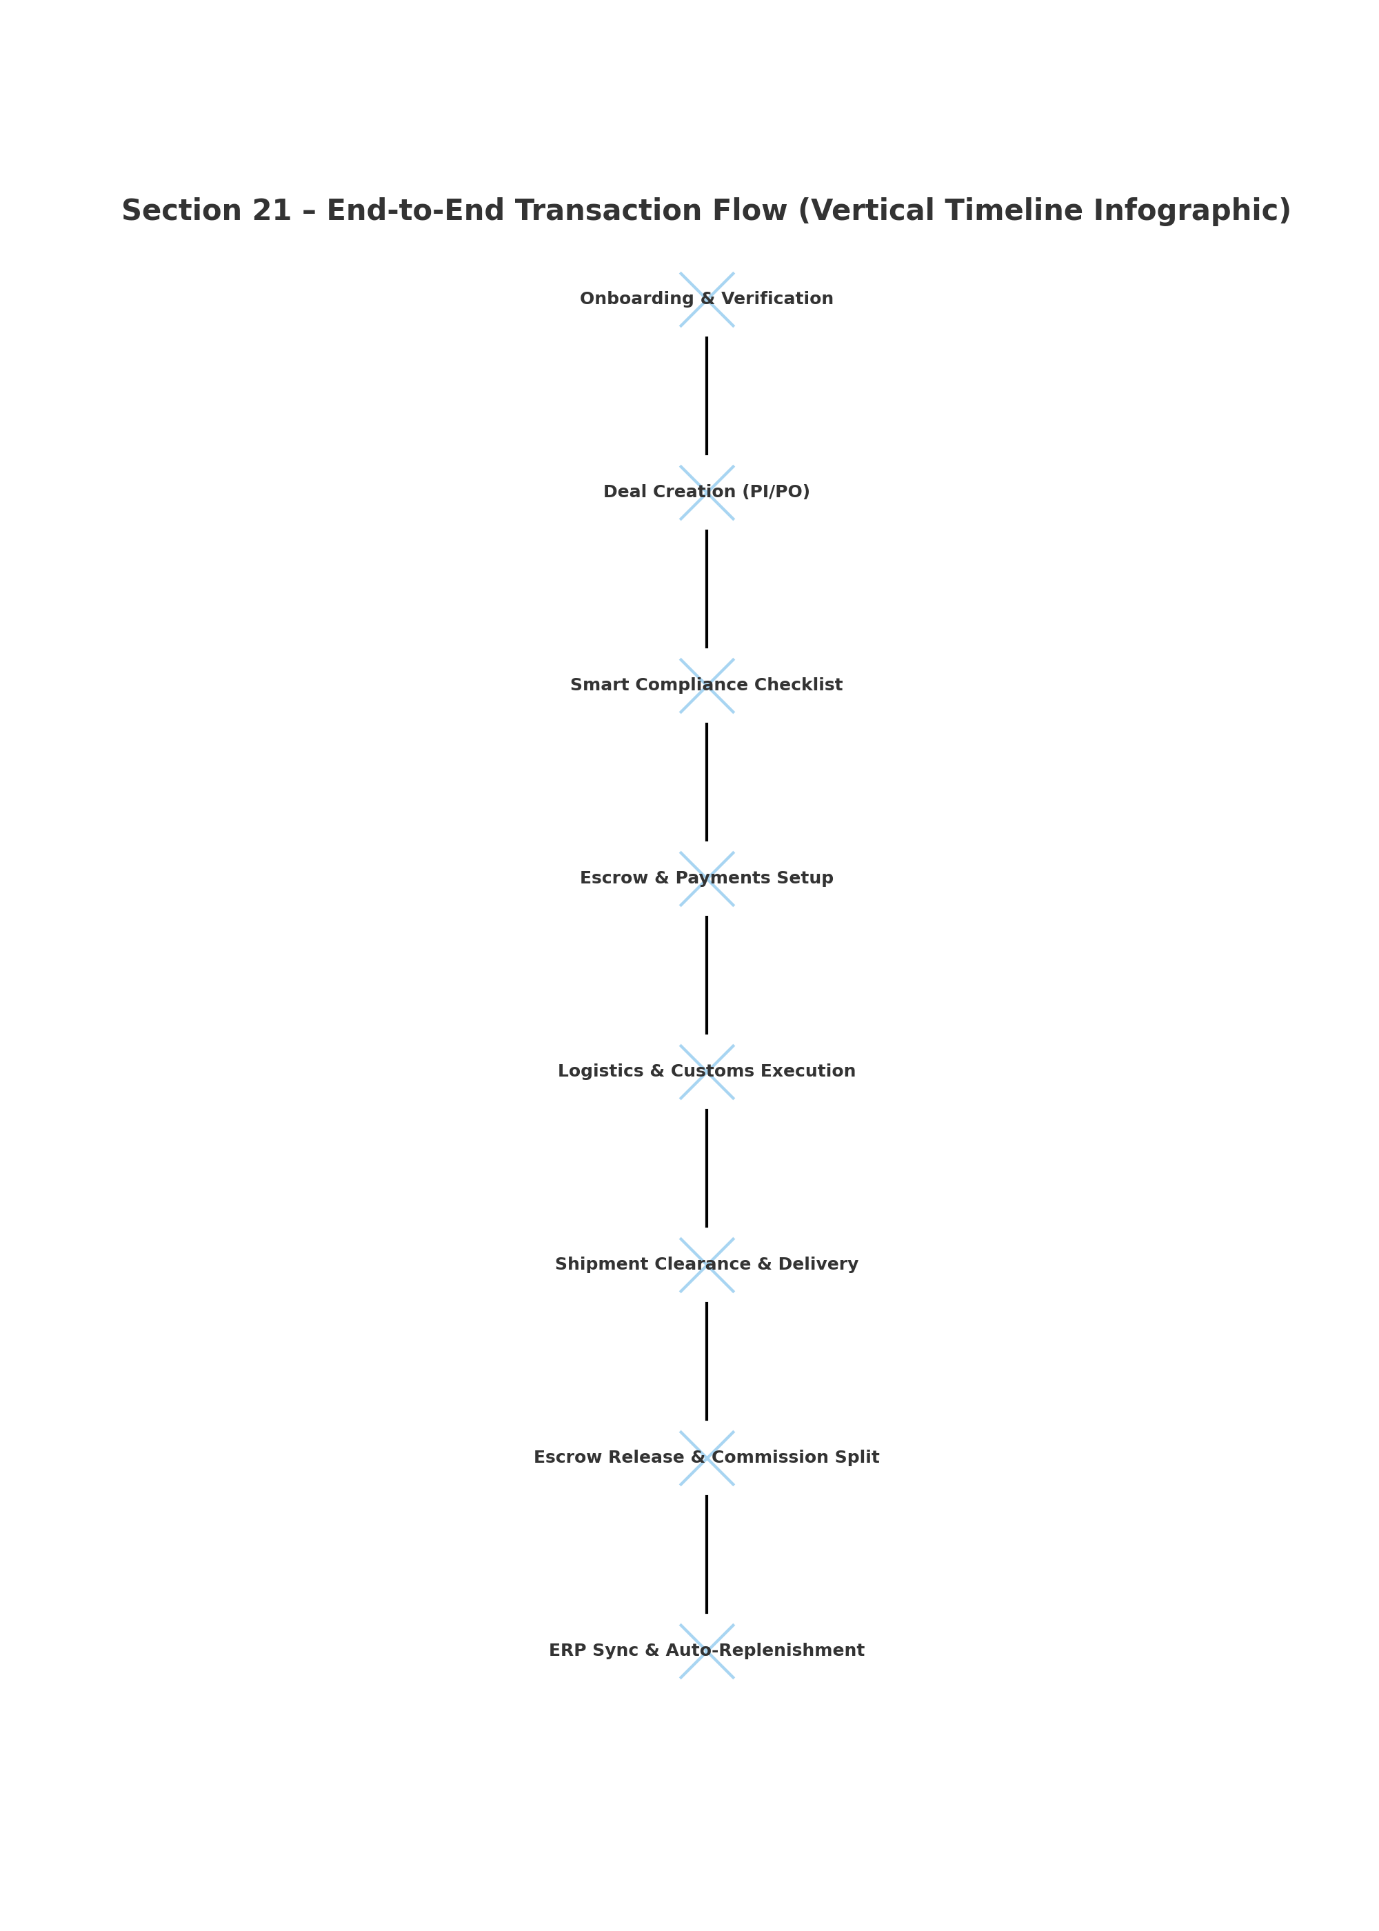 Section 21 – End-to-End Transaction Flow (Vertical Timeline Infographic)
Onboarding & Verification
Deal Creation (PI/PO)
Smart Compliance Checklist
Escrow & Payments Setup
Logistics & Customs Execution
Shipment Clearance & Delivery
Escrow Release & Commission Split
ERP Sync & Auto-Replenishment